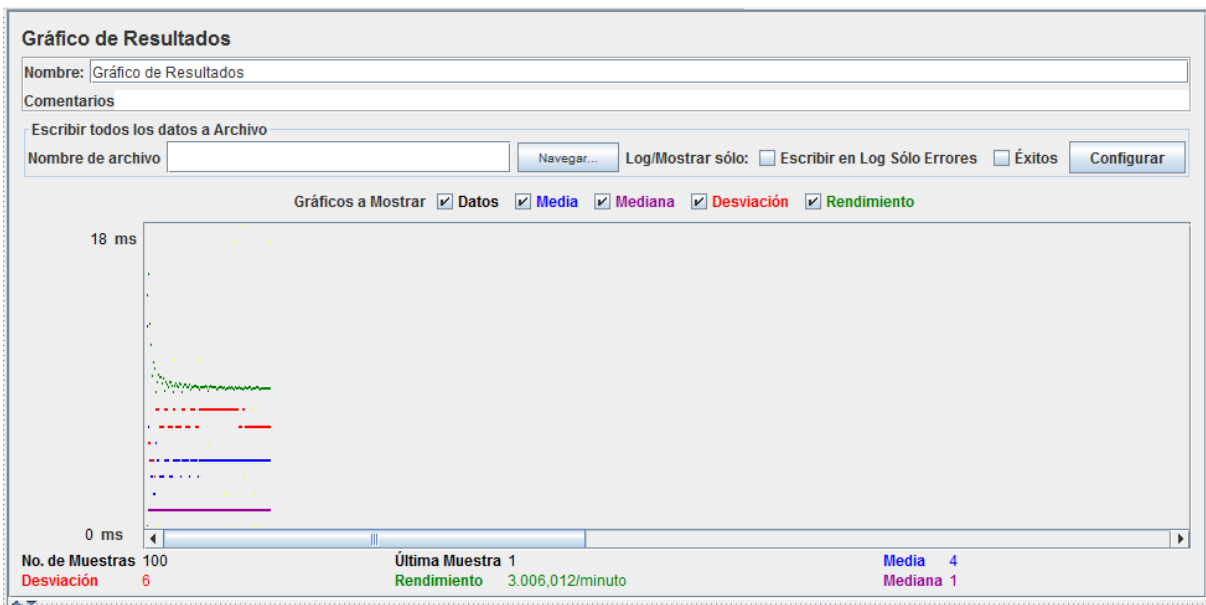 Gráfico de Resultados
Nombre: Gráfico de Resultados
Comentarios
Escribir todos los datos a Archivo
Nombre de archivo Navegar... Log/Mostrar sólo: Escribir en Log Sólo Errores Éxitos Configurar
Gráficos a Mostrar Datos Media Mediana Desviación Rendimiento
18 ms
0 ms
No. de Muestras 100 Última Muestra 1 Media 4
Desviación 6 Rendimiento 3.006,012/minuto Mediana 1